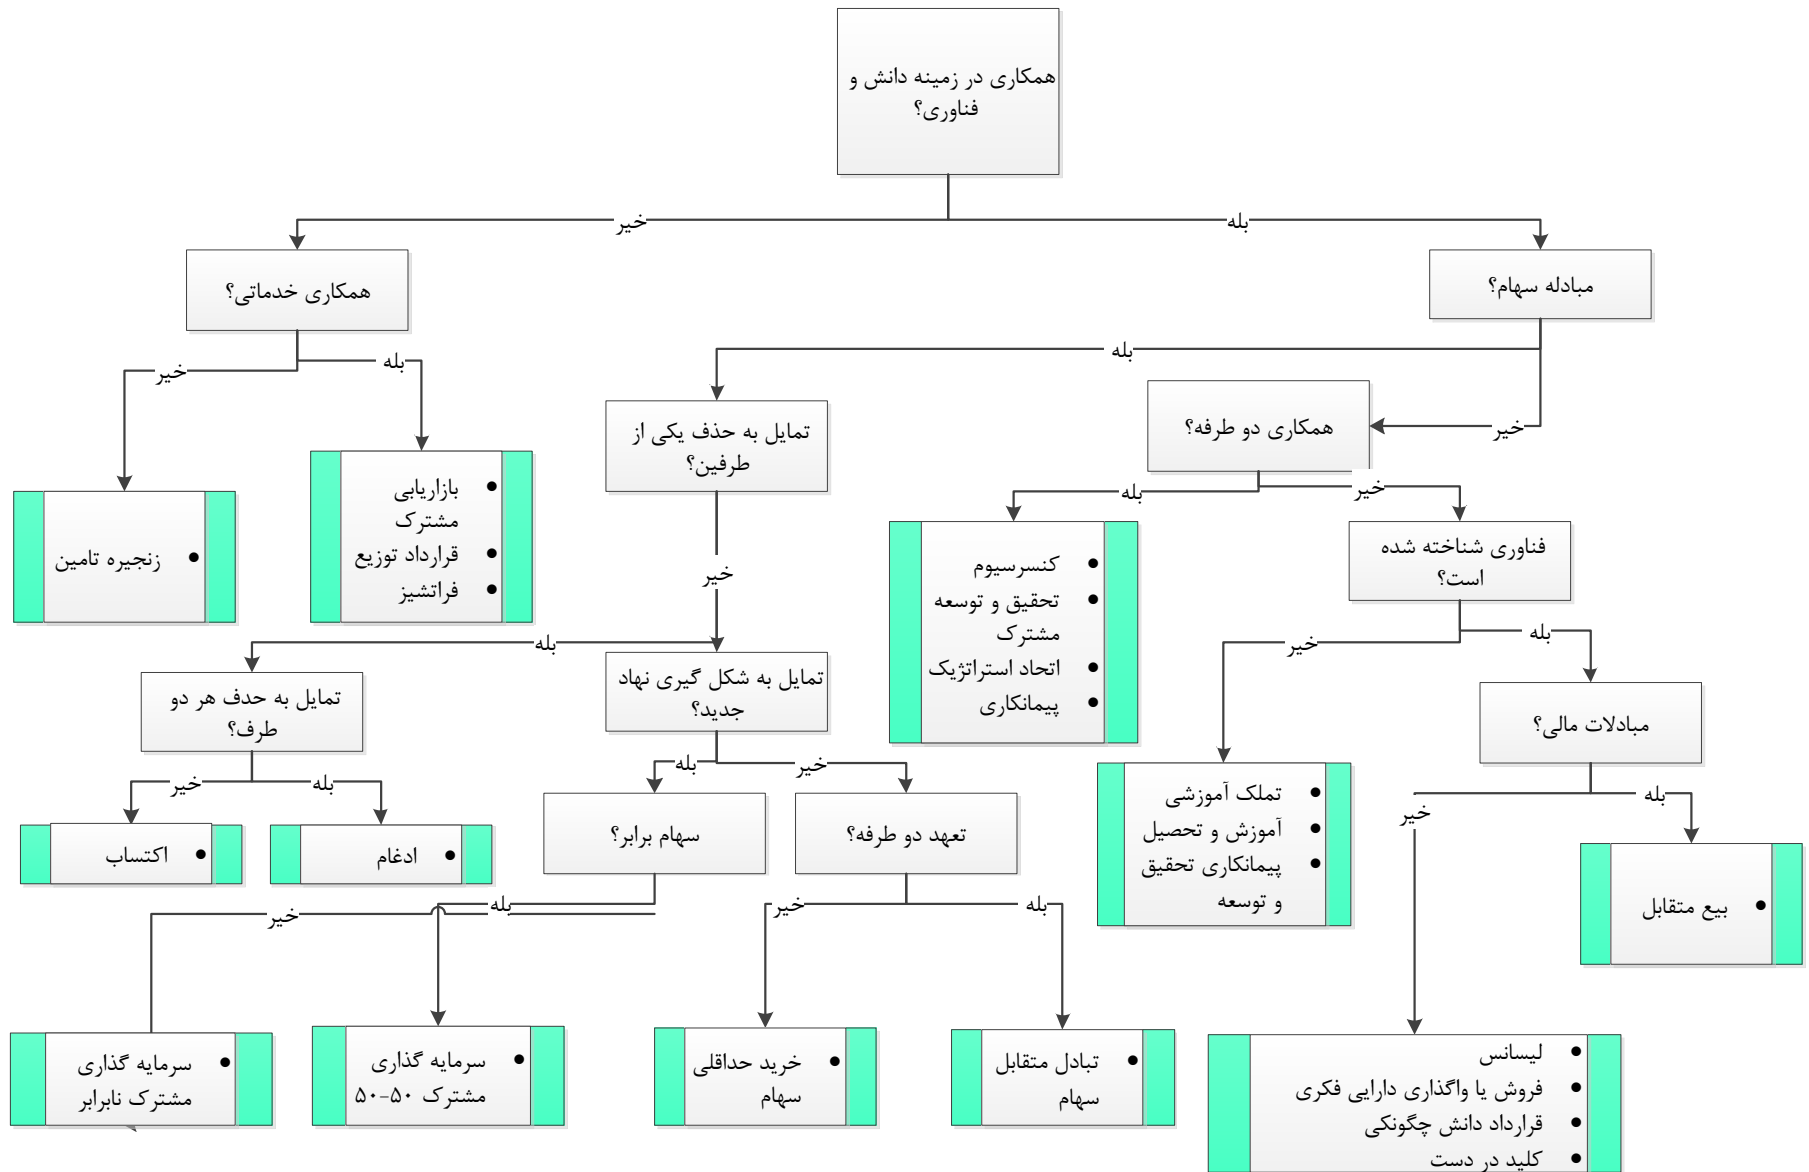 همکاری در زمینه دانش و
فناوری؟
خیر
بله
همکاری خدماتی؟
مبادله سهام؟
خیر
بله
بله
خیر
تمایل به حذف یکی از
طرفین؟
همکاری دو طرفه؟
• زنجیره تامین
• بازاریابی
مشترک
• قرارداد توزیع
• فراتشیز
بله
خیر
• کنسرسیوم
• تحقیق و توسعه
مشترک
• اتحاد استراتژیک
• پیمانکاری
فناوری شناخته شده
است؟
خیر
بله
خیر
بله
تمایل به حدف هر دو
طرف؟
تمایل به شکل گیری نهاد
جدید؟
مبادلات مالی؟
خیر
بله
بله
خیر
• تملک آموزشی
• آموزش و تحصیل
• پیمانکاری تحقیق
و توسعه
خیر
بله
• اکتساب
• ادغام
سهام برابر؟
تعهد دو طرفه؟
• بیع متقابل
خیر
بله
خیر
بله
• سرمایه گذاری
مشترک نابرابر
• سرمایه گذاری
مشترک ۵۰-۵۰
• خرید حداقلی
سهام
• تبادل متقابل
سهام
• لیسانس
• فروش یا واگذاری دارایی فکری
• قرارداد دانش چگونکی
• کلید در دست